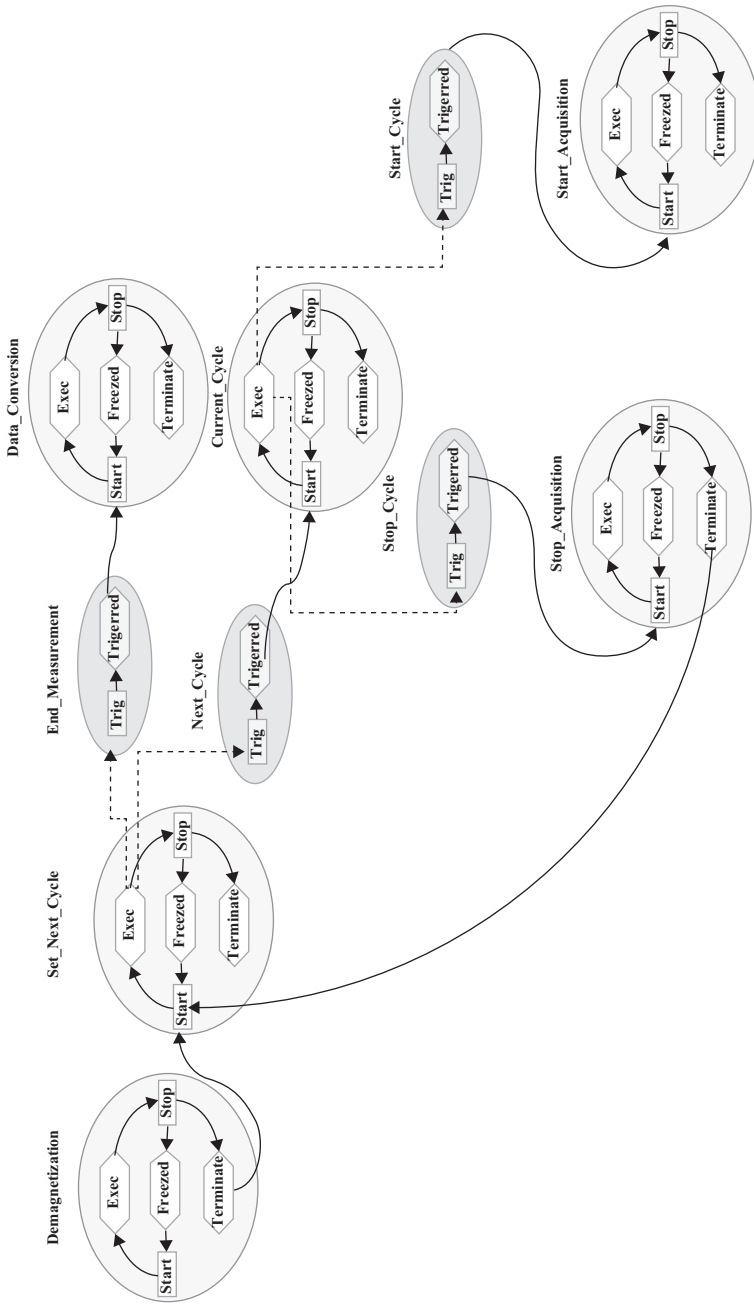 Demagnetization
Exec
Start
Freezed
Stop
Terminate
Set_Next_Cycle
Exec
Start
Freezed
Stop
Terminate
End_Measurement
Trig
Trigerred
Next_Cycle
Trig
Trigerred
Data_Conversion
Exec
Start
Freezed
Stop
Terminate
Current_Cycle
Exec
Start
Freezed
Stop
Terminate
Stop_Cycle
Trig
Trigerred
Stop_Acquisition
Exec
Start
Freezed
Stop
Terminate
Start_Cycle
Trig
Trigerred
Start_Acquisition
Exec
Start
Freezed
Stop
Terminate